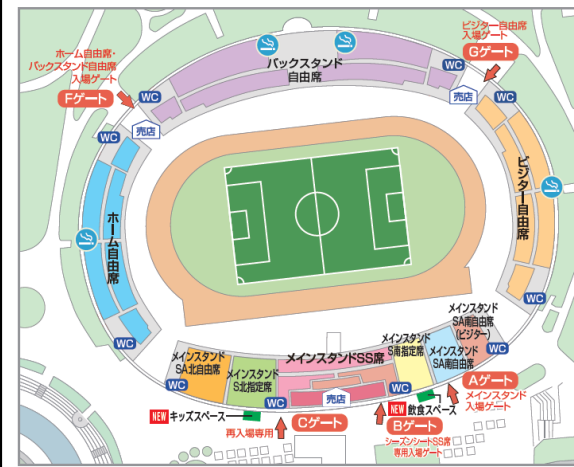 ホーム自由席・
バックスタンド自由席
入場ゲート
Fゲート
ビジター自由席
入場ゲート
Gゲート
バックスタンド
自由席
WC
WC
WC
WC
売店
売店
WC
WC
ホーム自由席
ビジター自由席
WC
WC
メインスタンド
SA南自由席
(ビジター)
WC
メインスタンド
SA北自由席
メインスタンド
S北指定席
メインスタンドSS席
メインスタンド
S南指定席
メインスタンド
SA南自由席
WC
WC
WC
売店
NEW キッズスペース
再入場専用
Cゲート
NEW 飲食スペース
Bゲート
シーズンシートSS席
専用入場ゲート
Aゲート
メインスタンド
入場ゲート